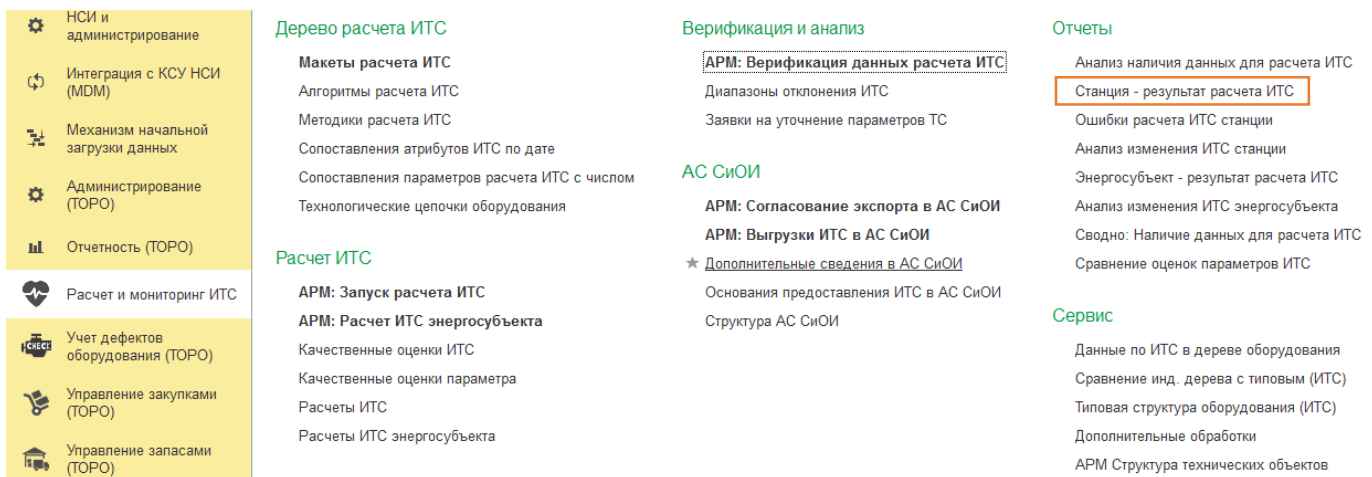 НСИ и
администрирование
Интеграция с КСУ НСИ
(MDM)
Механизм начальной
загрузки данных
Администрирование
(ТОРО)
Отчетность (ТОРО)
Расчет и мониторинг ИТС
CHECK
Учет дефектов
оборудования (ТОРО)
Управление закупками
(ТОРО)
Управление запасами
(ТОРО)
Дерево расчета ИТС
Макеты расчета ИТС
Алгоритмы расчета ИТС
Методики расчета ИТС
Сопоставления атрибутов ИТС по дате
Сопоставления параметров расчета ИТС с числом
Технологические цепочки оборудования
Расчет ИТС
АРМ: Запуск расчета ИТС
АРМ: Расчет ИТС энергосубъекта
Качественные оценки ИТС
Качественные оценки параметра
Расчеты ИТС
Расчеты ИТС энергосубъекта
Верификация и анализ
АРМ: Верификация данных расчета ИТС
Диапазоны отклонения ИТС
Заявки на уточнение параметров ТС
АС СиОИ
АРМ: Согласование экспорта в АС СиОИ
АРМ: Выгрузки ИТС в АС СиОИ
Дополнительные сведения в АС СиОИ
Основания предоставления ИТС в АС СиОИ
Структура АС СиОИ
Отчеты
Анализ наличия данных для расчета ИТС
Станция - результат расчета ИТС
Ошибки расчета ИТС станции
Анализ изменения ИТС станции
Энергосубъект - результат расчета ИТС
Анализ изменения ИТС энергосубъекта
Сводно: Наличие данных для расчета ИТС
Сравнение оценок параметров ИТС
Сервис
Данные по ИТС в дереве оборудования
Сравнение инд. дерева с типовым (ИТС)
Типовая структура оборудования (ИТС)
Дополнительные обработки
АРМ Структура технических объектов